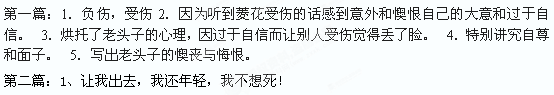 第一篇：1．负伤，受伤 2．因为听到菱花受伤的话感到意外和懊恨自己的大意和过于自
信。 3．烘托了老头子的心理，因过于自信而让别人受伤觉得丢了脸。 4．特别讲究自尊
和面子。 5．写出老头子的懊丧与悔恨。
第二篇：1、让我出去，我还年轻，我不想死！